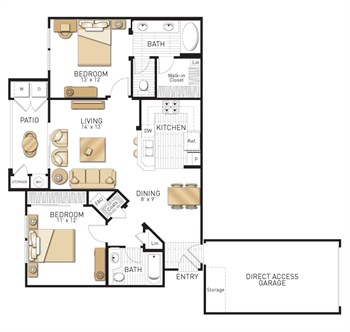 BATH
BEDROOM
13' x 12'
Lin
Walk-in
Closet
W
D
PATIO
LIVING
14' x 13'
KITCHEN
DW
Ref.
P
STORAGE
DINING
8' x 9'
BEDROOM
11' x 12'
Lin
BATH
ENTRY
Storage
DIRECT ACCESS
GARAGE